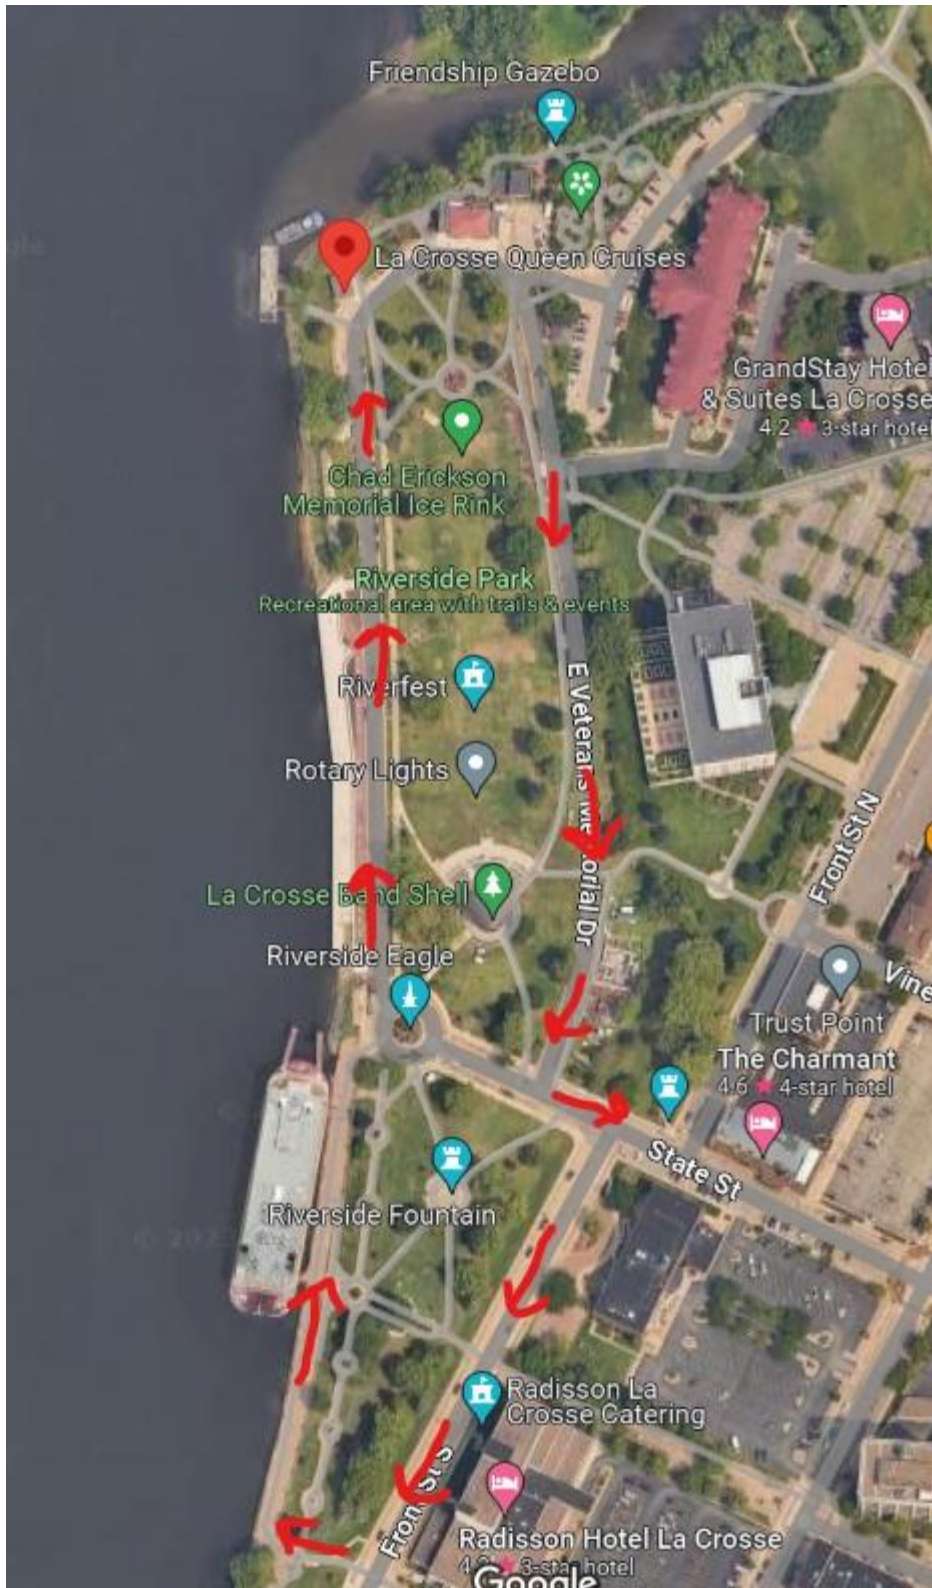 Friendship Gazebo
La Crosse Queen Cruises
GrandStay Hotel
& Suites La Crosse
4.2 ★ 3-star hotel
Chad Erickson
Memorial Ice Rink
Riverside Park
Recreational area with trails & events
E Veterans Memorial Dr
Riverfest
Rotary Lights
Front St N
La Crosse Band Shell
Riverside Eagle
Vine
Trust Point
The Charmant
4.6 ★ 4-star hotel
State St
Riverside Fountain
Radisson La
Crosse Catering
Front St S
Radisson Hotel La Crosse
3-star hotel
Google